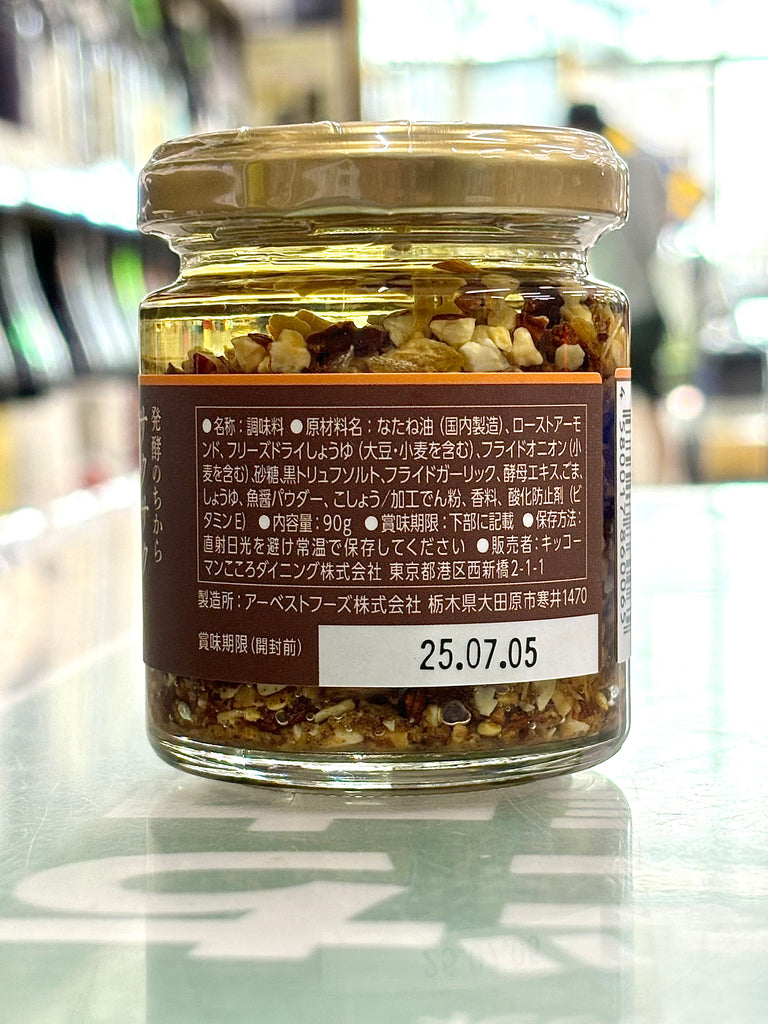 発酵のちから
サクサク
●名称：調味料 ●原材料名：なたね油（国内製造）、ローストアーモ
ンド、フリーズドライしょうゆ（大豆・小麦を含む）、フライドオニオン（小
麦を含む）、砂糖、黒トリュフソルト、フライドガーリック、酵母エキス、ごま、
しょうゆ、魚醤パウダー、こしょう/加工でん粉、香料、酸化防止剤（ビ
タミンE） ●内容量：90g ●賞味期限：下部に記載 ●保存方法：
直射日光を避け常温で保存してください ●販売者：キッコー
マンこころダイニング株式会社 東京都港区西新橋2-1-1
製造所：アーベストフーズ株式会社 栃木県大田原市寒井1470
賞味期限（開封前）
25.07.05
4 580017860065